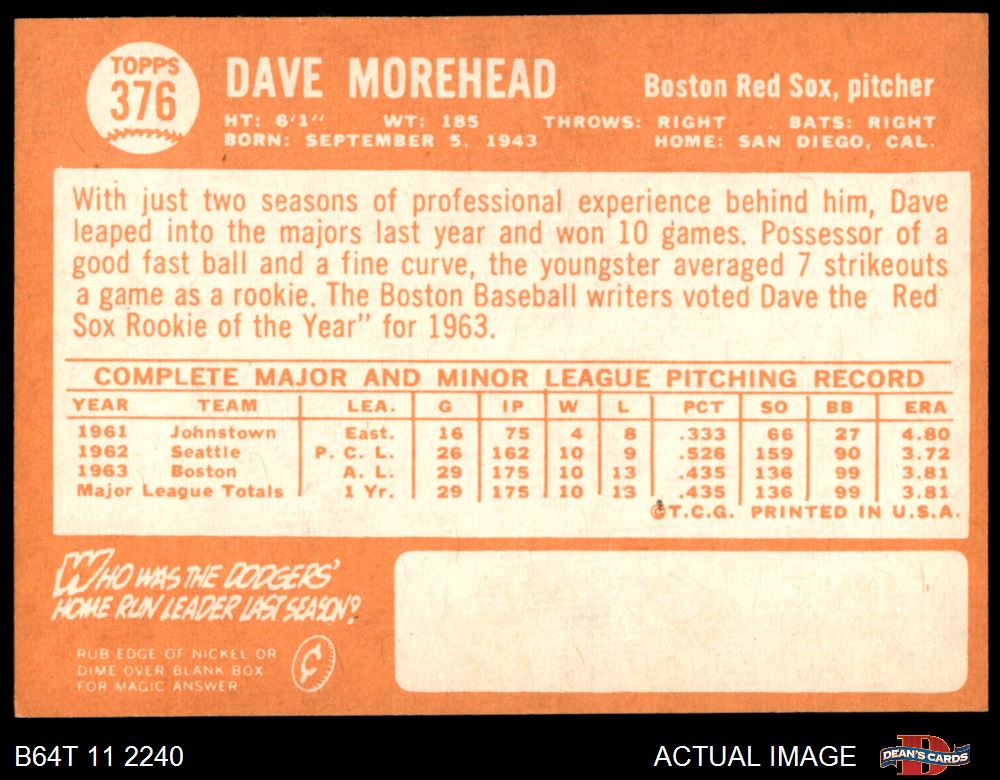 TOPPS
376
DAVE MOREHEAD
Boston Red Sox, pitcher
HT: 6'1" WT: 185 THROWS: RIGHT BATS: RIGHT
BORN: SEPTEMBER 5, 1943 HOME: SAN DIEGO, CAL.
With just two seasons of professional experience behind him, Dave
leaped into the majors last year and won 10 games. Possessor of a
good fast ball and a fine curve, the youngster averaged 7 strikeouts
a game as a rookie. The Boston Baseball writers voted Dave the Red
Sox Rookie of the Year" for 1963.
COMPLETE MAJOR AND MINOR LEAGUE PITCHING RECORD
YEAR TEAM LEA. G IP W L PCT SO BB ERA
1961 Johnstown East. 16 75 4 8 .333 66 27 4.80
1962 Seattle P. C. L. 26 162 10 9 .526 159 90 3.72
1963 Boston A. L. 29 175 10 13 .435 136 99 3.81
Major League Totals 1 Yr. 29 175 10 13 .435 136 99 3.81
©T.C.G. PRINTED IN U.S.A.
WHO WAS THE DODGERS'
HOME RUN LEADER LAST SEASON?
RUB EDGE OF NICKEL OR
DIME OVER BLANK BOX
FOR MAGIC ANSWER
¢
B64T 11 2240
ACTUAL IMAGE
D
DEAN'S CARDS